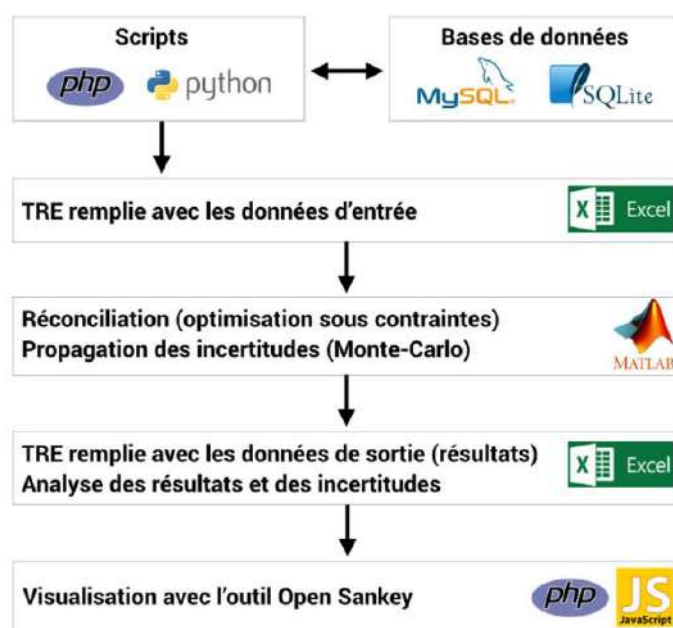 Scripts
php
python
Bases de données
MySQL
SQLite
TRE remplie avec les données d'entrée
Excel
Réconciliation (optimisation sous contraintes)
Propagation des incertitudes (Monte-Carlo)
MATLAB
TRE remplie avec les données de sortie (résultats)
Analyse des résultats et des incertitudes
Excel
Visualisation avec l'outil Open Sankey
php
JS
JavaScript